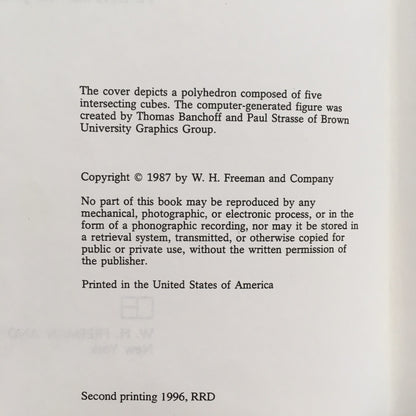 The cover depicts a polyhedron composed of five
intersecting cubes. The computer-generated figure was
created by Thomas Banchoff and Paul Strasse of Brown
University Graphics Group.
Copyright © 1987 by W. H. Freeman and Company
No part of this book may be reproduced by any
mechanical, photographic, or electronic process, or in the
form of a phonographic recording, nor may it be stored in
a retrieval system, transmitted, or otherwise copied for
public or private use, without the written permission of
the publisher.
Printed in the United States of America
W. H. FREEMAN AND
New York
Second printing 1996, RRD